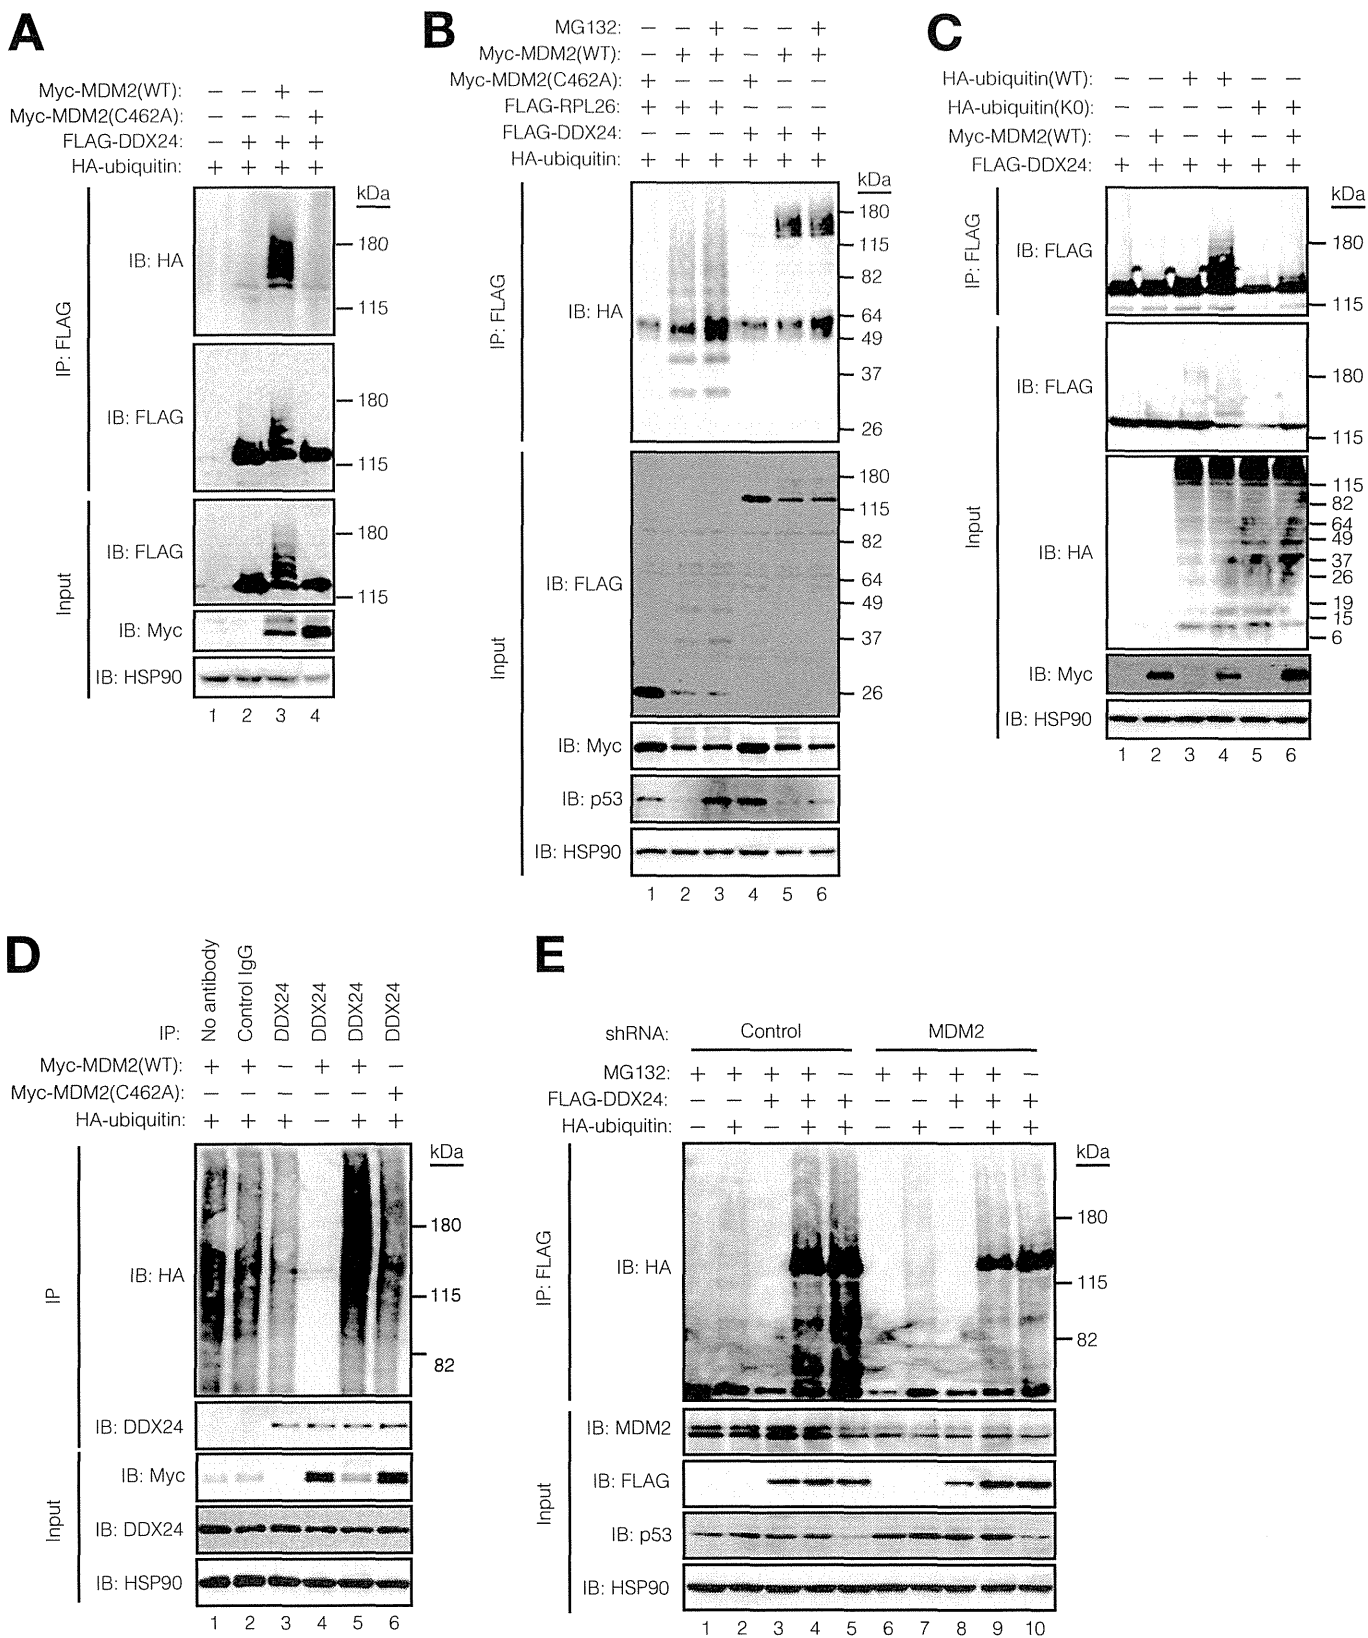 A
Myc-MDM2(WT): − − + −
Myc-MDM2(C462A): − − − +
FLAG-DDX24: − + + +
HA-ubiquitin: + + + +
kDa
IP: FLAG
IB: HA
180
115
IB: FLAG
180
115
Input
IB: FLAG
180
115
IB: Myc
IB: HSP90
1 2 3 4
B
MG132: − − + − − +
Myc-MDM2(WT): − + + − + +
Myc-MDM2(C462A): + − − + − −
FLAG-RPL26: + + + − − −
FLAG-DDX24: − − − + + +
HA-ubiquitin: + + + + + +
kDa
IP: FLAG
IB: HA
180
115
82
64
49
37
26
Input
IB: FLAG
180
115
82
64
49
37
26
IB: Myc
IB: p53
IB: HSP90
1 2 3 4 5 6
C
HA-ubiquitin(WT): − − + + − −
HA-ubiquitin(K0): − − − − + +
Myc-MDM2(WT): − + − + − +
FLAG-DDX24: + + + + + +
kDa
IP: FLAG
IB: FLAG
180
115
Input
IB: FLAG
180
115
IB: HA
115
82
64
49
37
26
19
15
6
IB: Myc
IB: HSP90
1 2 3 4 5 6
D
IP: No antibody Control IgG DDX24 DDX24 DDX24 DDX24
Myc-MDM2(WT): + + − + + −
Myc-MDM2(C462A): − − − − − +
HA-ubiquitin: + + + − + +
kDa
IP
IB: HA
180
115
82
IB: DDX24
Input
IB: Myc
IB: DDX24
IB: HSP90
1 2 3 4 5 6
E
shRNA: Control MDM2
MG132: + + + + − + + + + −
FLAG-DDX24: − − + + + − − + + +
HA-ubiquitin: − + − + + − + − + +
kDa
IP: FLAG
IB: HA
180
115
82
Input
IB: MDM2
IB: FLAG
IB: p53
IB: HSP90
1 2 3 4 5 6 7 8 9 10